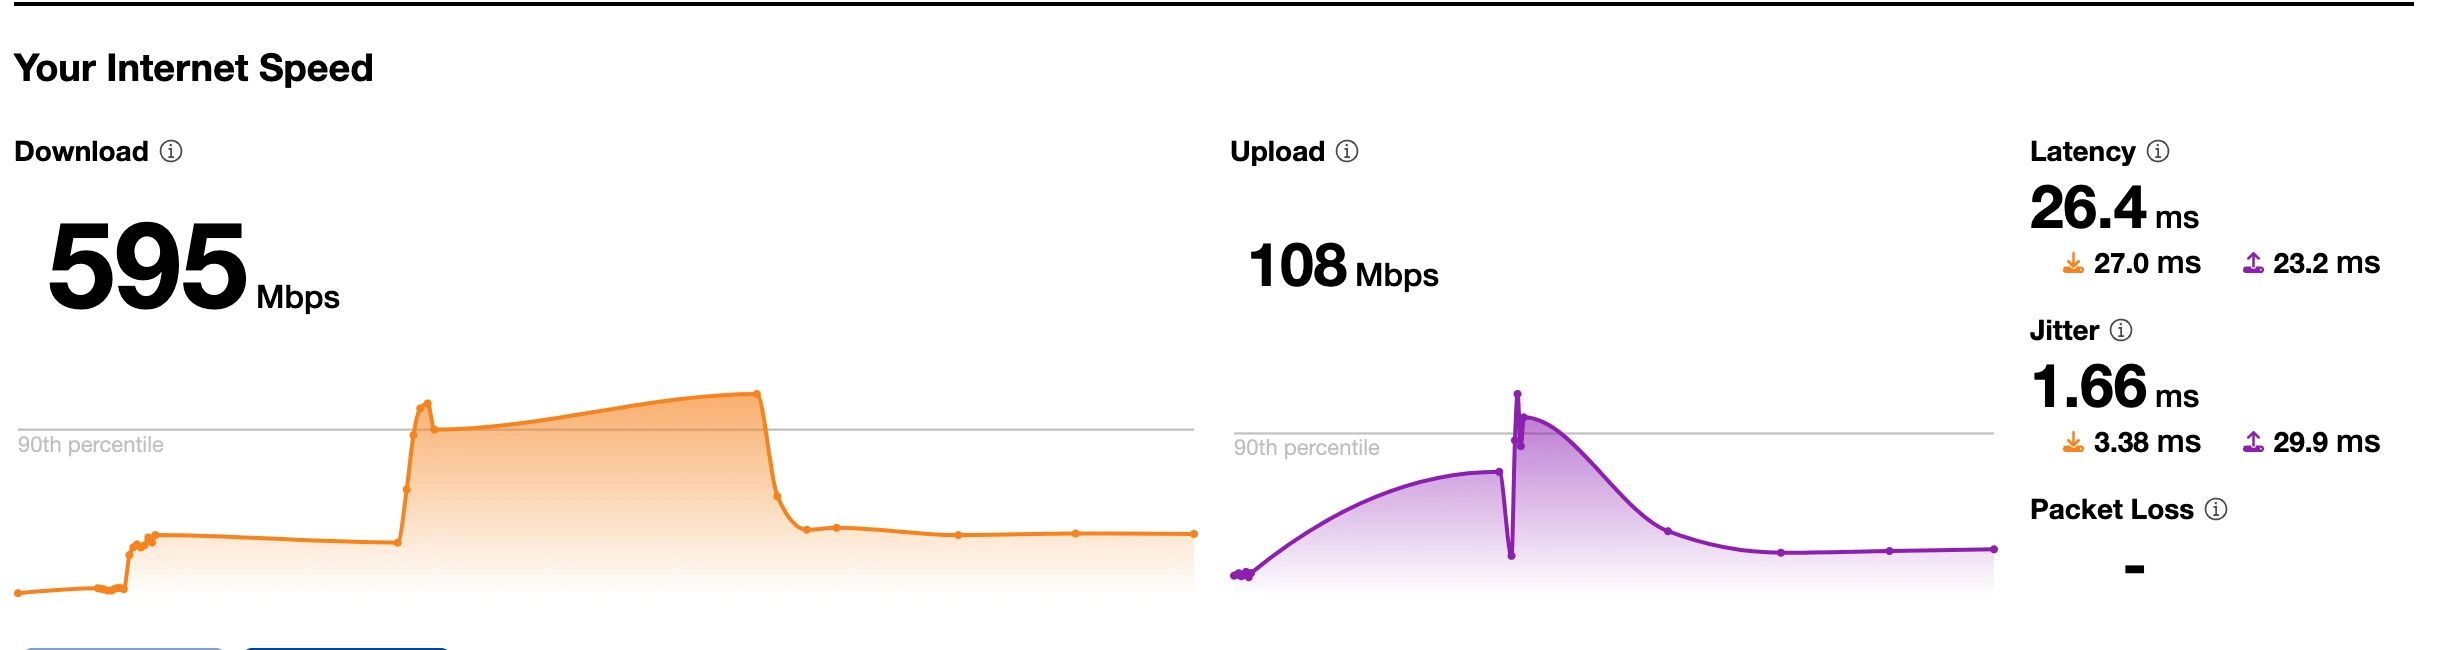 Your Internet Speed
Download
595 Mbps
90th percentile
Upload
108 Mbps
90th percentile
Latency
26.4 ms
27.0 ms 23.2 ms
Jitter
1.66 ms
3.38 ms 29.9 ms
Packet Loss
-